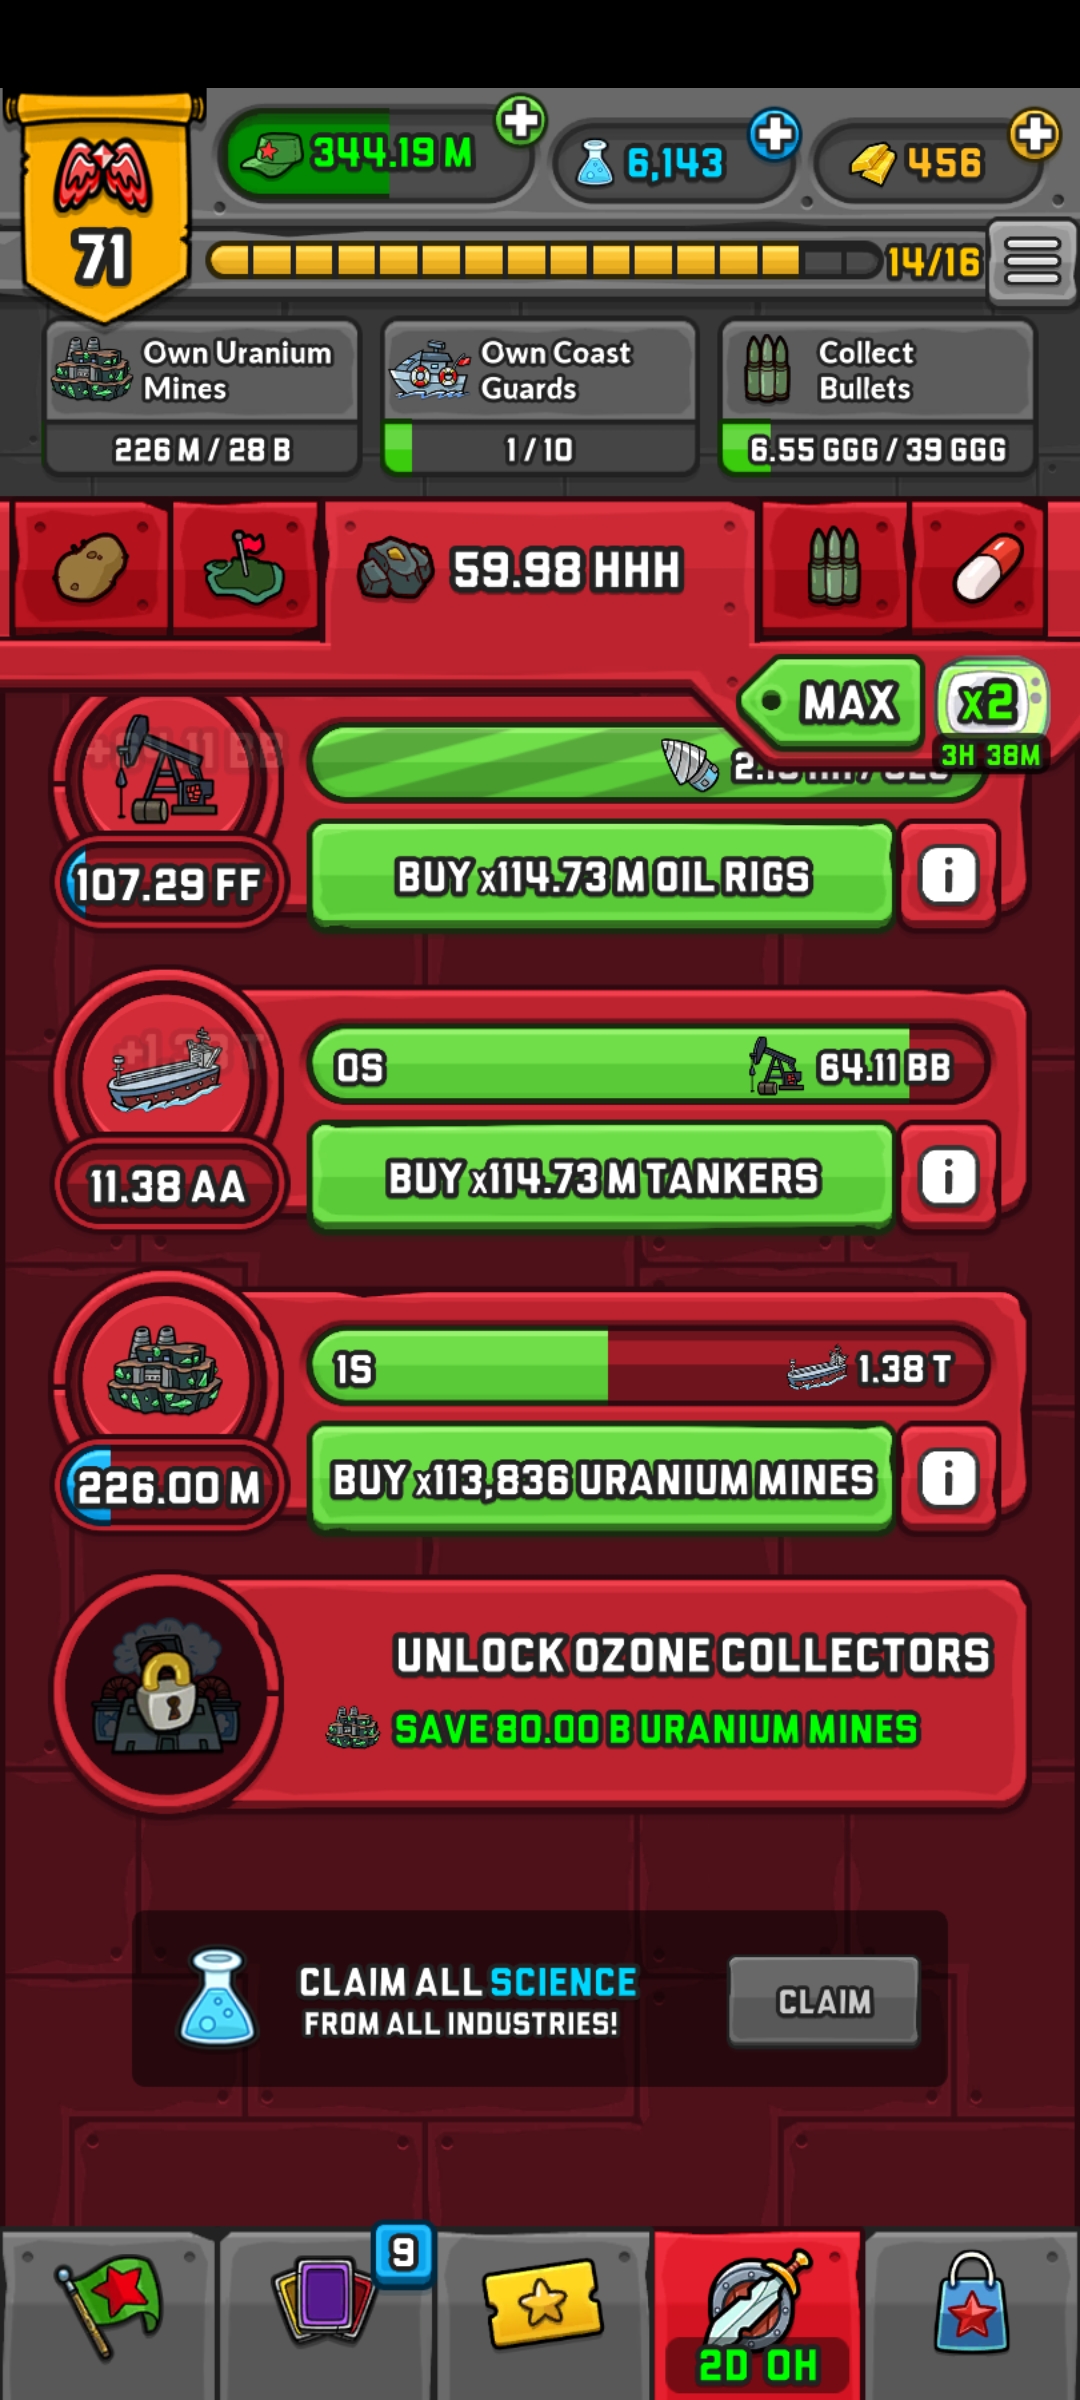 344.19 M
6,143
456
71
14/16
Own Uranium
Mines
226 M / 28 B
Own Coast
Guards
1 / 10
Collect
Bullets
6.55 GGG / 39 GGG
59.98 HHH
MAX
x2
3H 38M
107.29 FF
BUY x114.73 M OIL RIGS
i
0S
64.11 BB
11.38 AA
BUY x114.73 M TANKERS
i
1S
1.38 T
226.00 M
BUY x113,836 URANIUM MINES
i
UNLOCK OZONE COLLECTORS
SAVE 80.00 B URANIUM MINES
CLAIM ALL SCIENCE
FROM ALL INDUSTRIES!
CLAIM
9
2D 0H